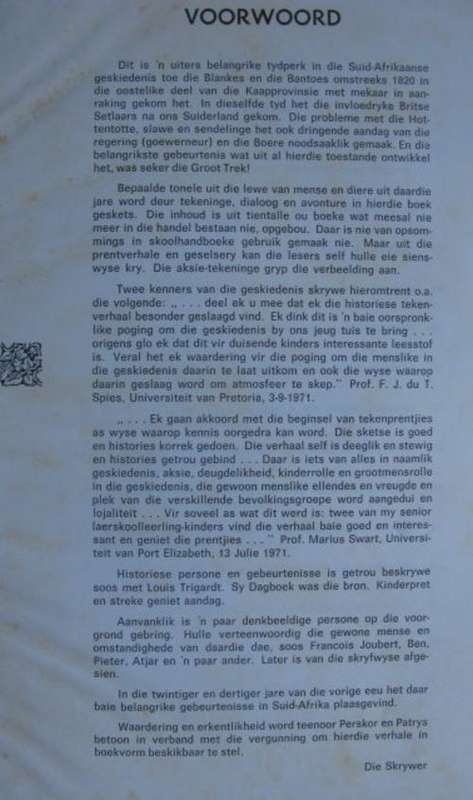 VOORWOORD
Dit is 'n uiters belangrike tydperk in die Suid-Afrikaanse
geskiedenis toe die Blankes en die Bantoes omstreeks 1820 in
die oostelike deel van die Kaapprovinsie met mekaar in aan-
raking gekom het. In dieselfde tyd het die invloedryke Britse
Setlaars na ons Suiderland gekom. Die probleme met die Hot-
tentotte, slawe en sendelinge het ook dringende aandag van die
regering (goewerneur) en die Boere noodsaaklik gemaak. En die
belangrikste gebeurtenis wat uit al hierdie toestande ontwikkel
het, was seker die Groot Trek!
Bepaalde tonele uit die lewe van mense en diere uit daardie
jare word deur tekeninge, dialoog en avonture in hierdie boek
geskets. Die inhoud is uit tientalle ou boeke wat meesal nie
meer in die handel bestaan nie, opgebou. Daar is nie van opsom-
mings in skoolhandboeke gebruik gemaak nie. Maar uit die
prentverhale en geselsery kan die lesers self hulle eie siens-
wyse kry. Die aksie-tekeninge gryp die verbeelding aan.
Twee kenners van die geskiedenis skrywe hieromtrent o.a.
die volgende: „ . . . deel ek u mee dat ek die historiese teken-
verhaal besonder geslaagd vind. Ek dink dit is 'n baie oorspronk-
like poging om die geskiedenis by ons jeug tuis te bring . . .
origens glo ek dat dit vir duisende kinders interessante leesstof
is. Veral het ek waardering vir die poging om die menslike in
die geskiedenis daarin te laat uitkom en ook die wyse waarop
daarin geslaag word om atmosfeer te skep.” Prof. F. J. du T.
Spies, Universiteit van Pretoria, 3-9-1971.
„ . . . Ek gaan akkoord met die beginsel van tekenprentjies
as wyse waarop kennis oorgedra kan word. Die sketse is goed
en histories korrek gedoen. Die verhaal self is deeglik en stewig
en histories getrou gebind . . . Daar is iets van alles in naamlik
geskiedenis, aksie, deugdelikheid, kinderrolle en grootmensrolle
in die geskiedenis, die gewoon menslike ellendes en vreugde en
plek van die verskillende bevolkingsgroepe word aangedui en
lojaliteit . . . Vir soveel as wat dit werd is: twee van my senior
laerskoolleerling-kinders vind die verhaal baie goed en interes-
sant en geniet die prentjies . . . ” Prof. Marius Swart, Universi-
teit van Port Elizabeth, 13 Julie 1971.
Historiese persone en gebeurtenisse is getrou beskrywe
soos met Louis Trigardt. Sy Dagboek was die bron. Kinderpret
en streke geniet aandag.
Aanvanklik is 'n paar denkbeeldige persone op die voor-
grond gebring. Hulle verteenwoordig die gewone mense en
omstandighede van daardie dae, soos Francois Joubert, Ben,
Pieter, Atjar en 'n paar ander. Later is van die skryfwyse afge-
sien.
In die twintiger en dertiger jare van die vorige eeu het daar
baie belangrike gebeurtenisse in Suid-Afrika plaasgevind.
Waardering en erkentlikheid word teenoor Perskor en Patrys
betoon in verband met die vergunning om hierdie verhale in
boekvorm beskikbaar te stel.
Die Skrywer